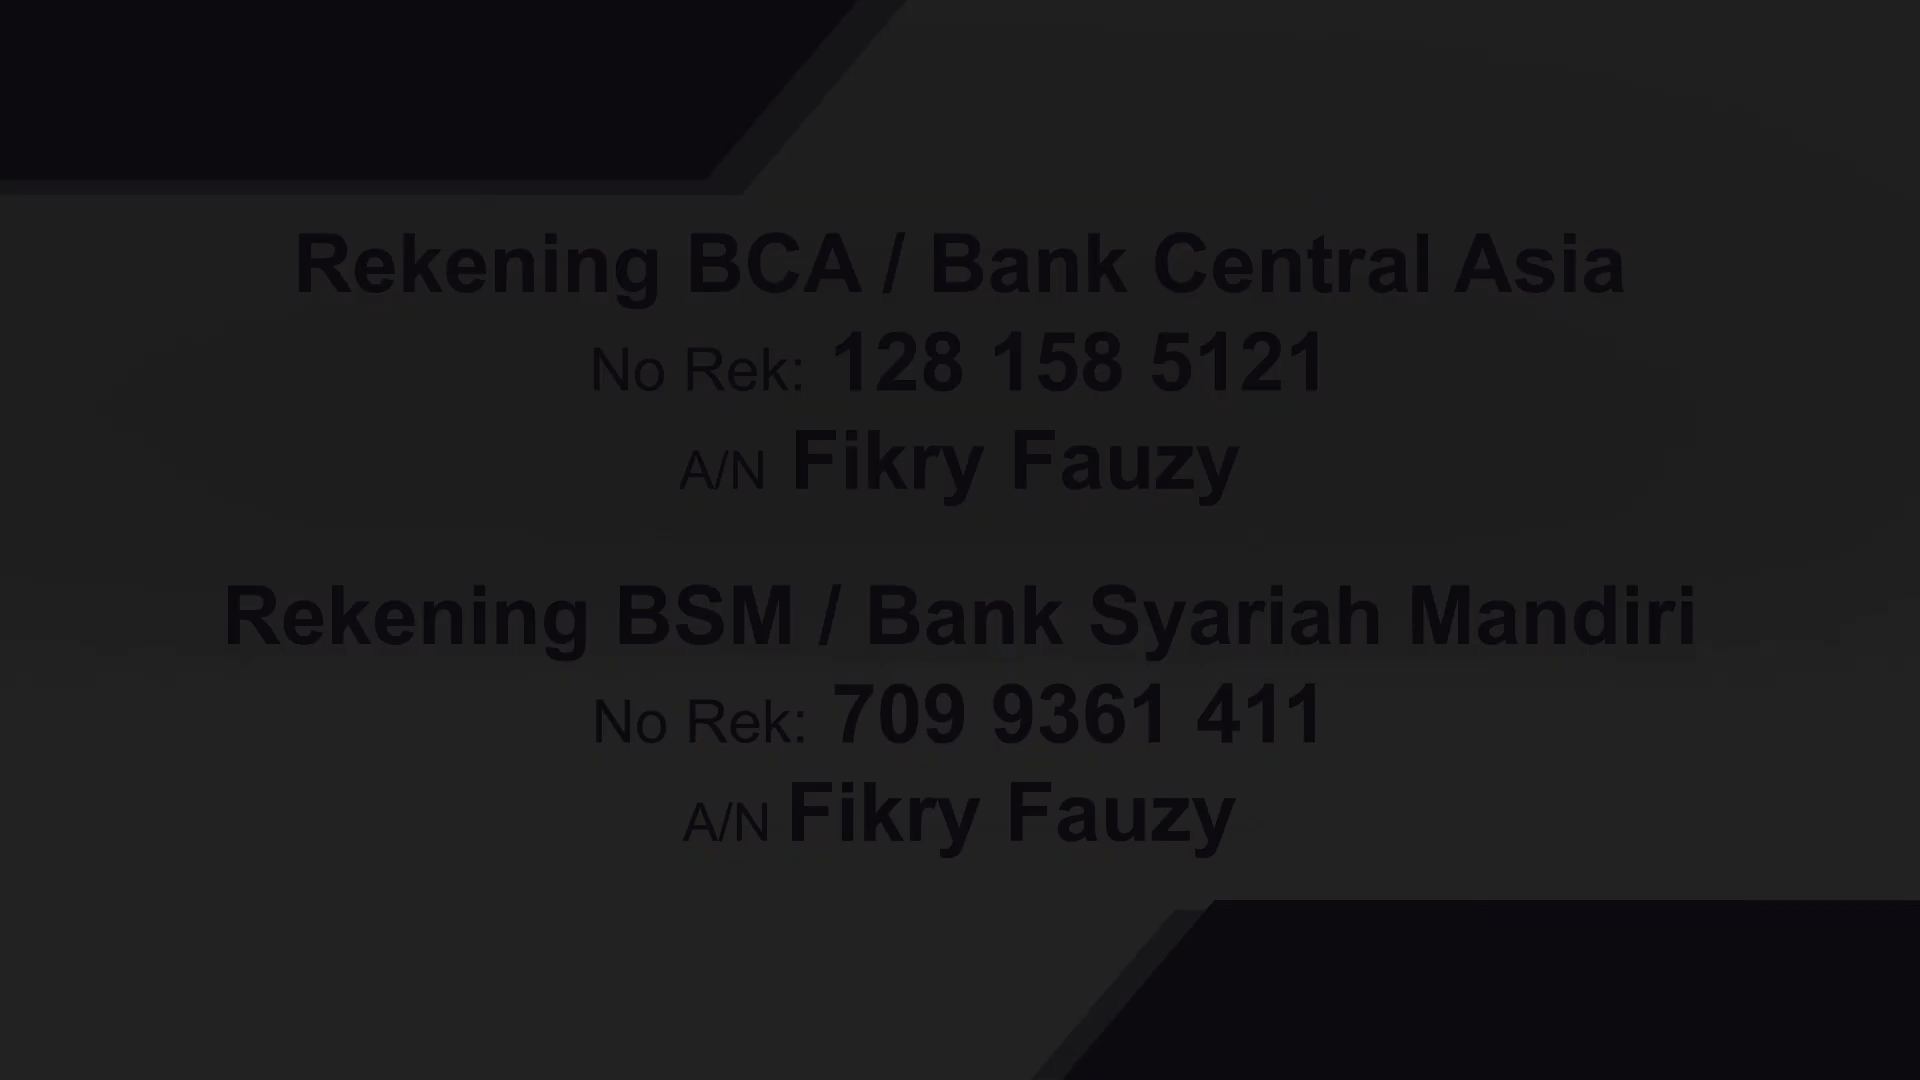 Rekening BCA / Bank Central Asia
No Rek: 128 158 5121
A/N Fikry Fauzy
Rekening BSM / Bank Syariah Mandiri
No Rek: 709 9361 411
A/N Fikry Fauzy